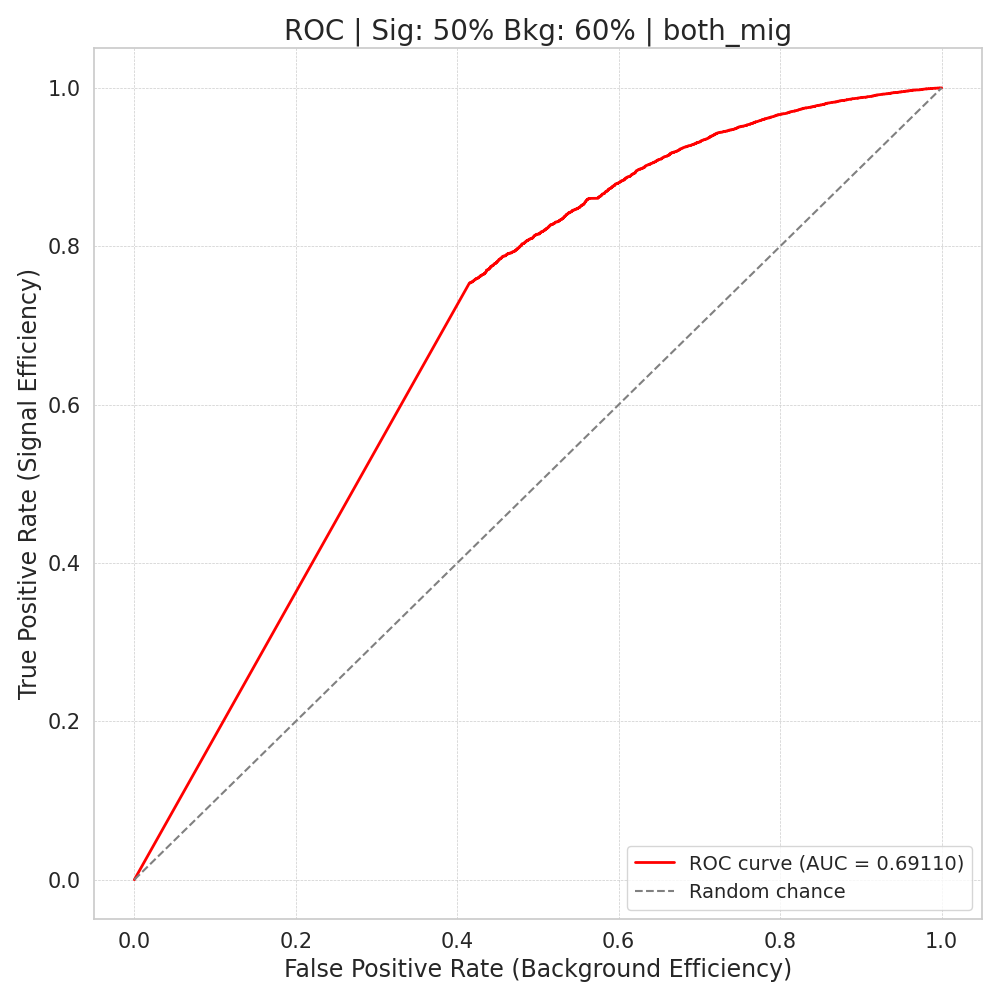 ROC | Sig: 50% Bkg: 60% | both_mig
True Positive Rate (Signal Efficiency)
1.0
0.8
0.6
0.4
0.2
0.0
ROC curve (AUC = 0.69110)
Random chance
0.0 0.2 0.4 0.6 0.8 1.0
False Positive Rate (Background Efficiency)